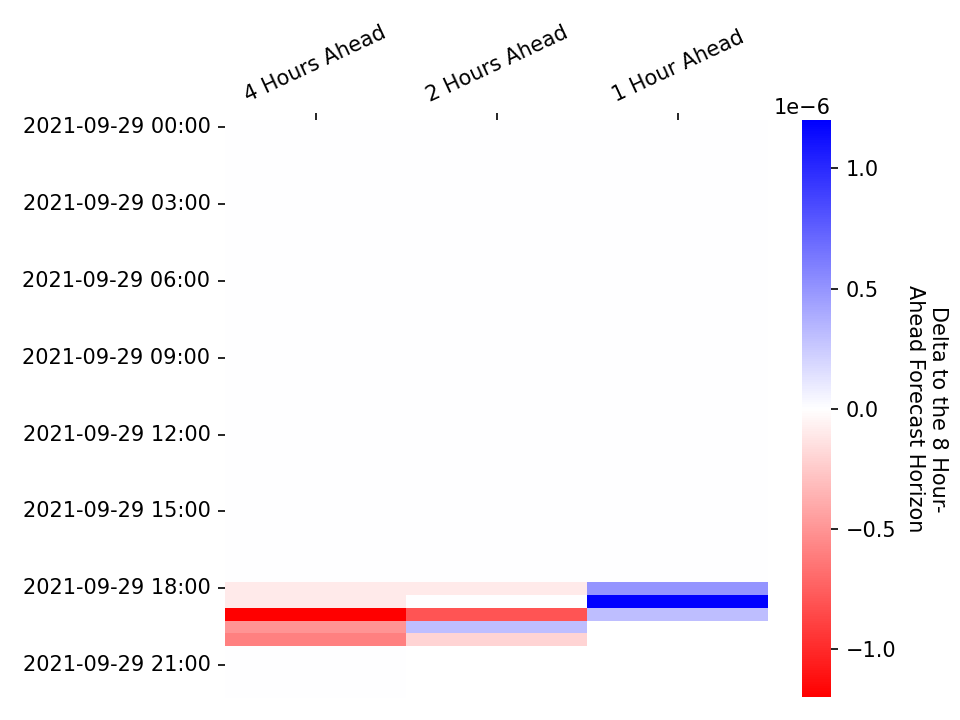 4 Hours Ahead
2 Hours Ahead
1 Hour Ahead
1e−6
2021-09-29 00:00
2021-09-29 03:00
2021-09-29 06:00
2021-09-29 09:00
2021-09-29 12:00
2021-09-29 15:00
2021-09-29 18:00
2021-09-29 21:00
1.0
0.5
0.0
−0.5
−1.0
Delta to the 8 Hour-
Ahead Forecast Horizon